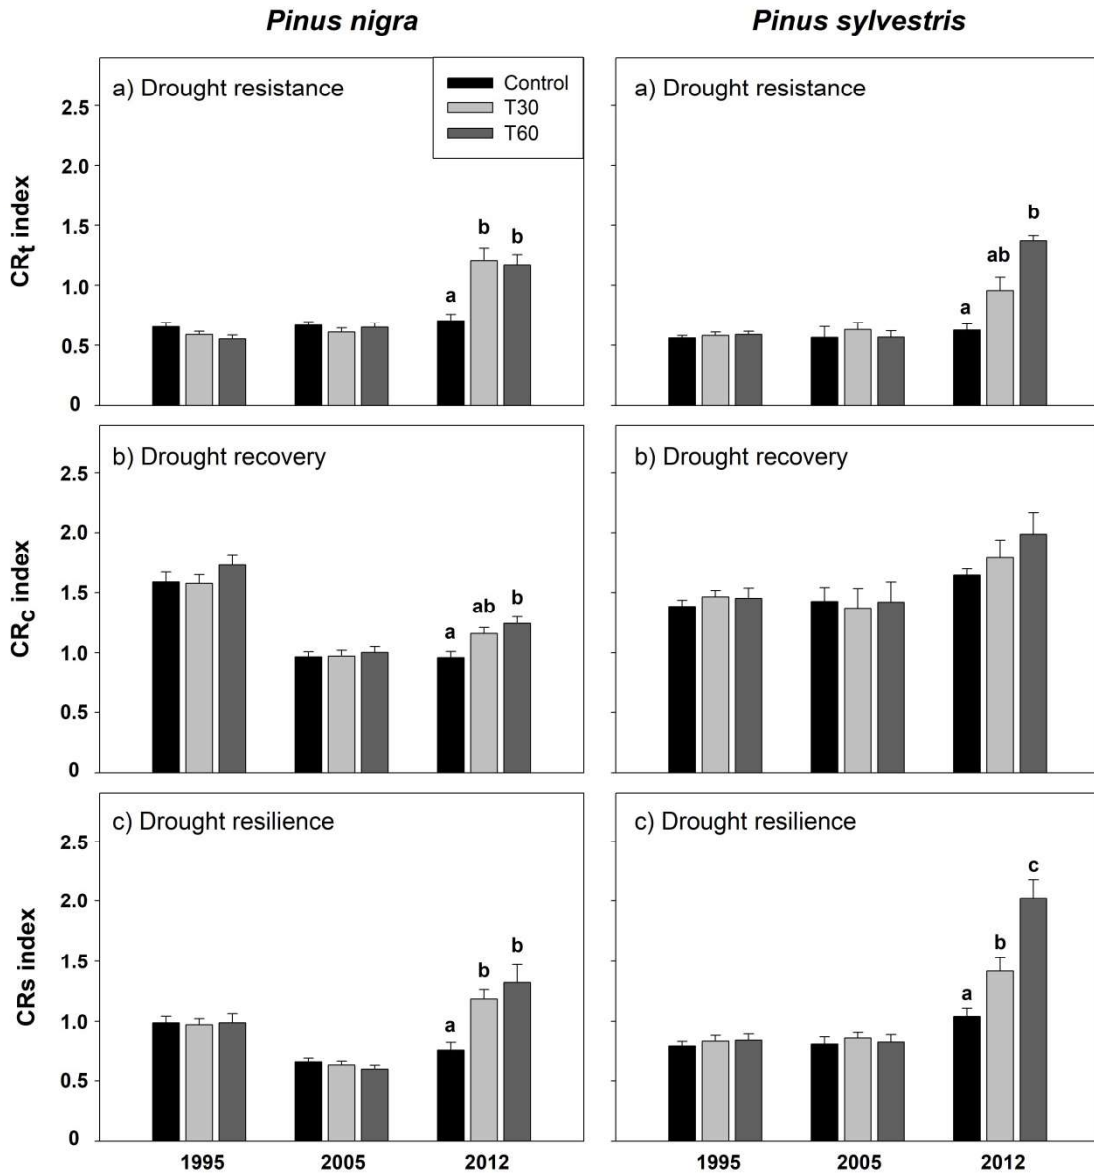 Pinus nigra
Pinus sylvestris
a) Drought resistance
Control
T30
T60
CRt index
2.5
2.0
1.5
1.0
0.5
0
a
b
b
a) Drought resistance
a
ab
b
b) Drought recovery
CRc index
2.5
2.0
1.5
1.0
0.5
0
a
ab
b
b) Drought recovery
c) Drought resilience
CRs index
2.5
2.0
1.5
1.0
0.5
0
a
b
b
1995
2005
2012
c) Drought resilience
a
b
c
1995
2005
2012